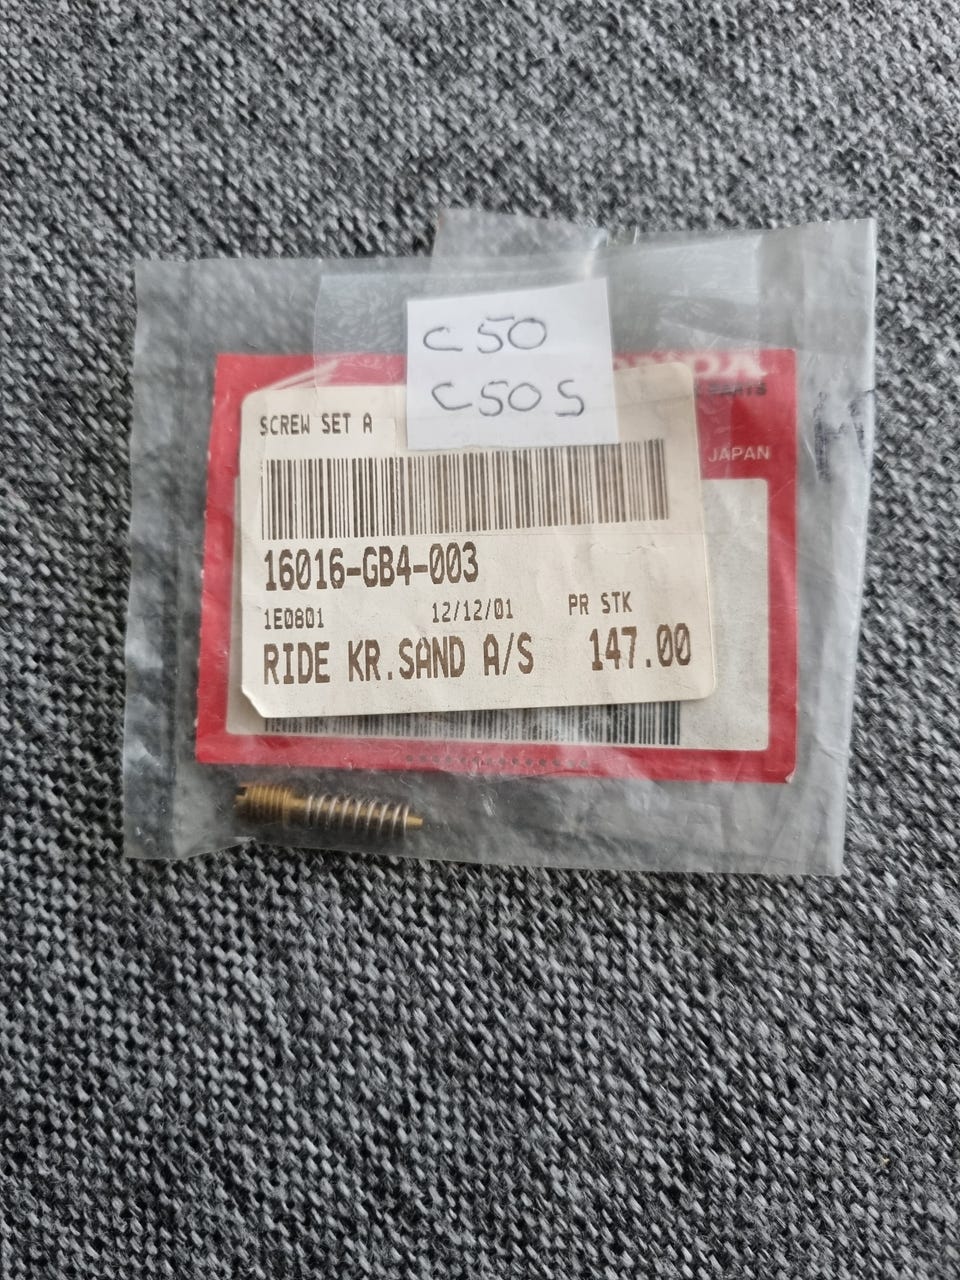 C50
C50S
JAPAN
SCREW SET A
16016-GB4-003
1E0801 12/12/01 PR STK
RIDE KR.SAND A/S 147.00